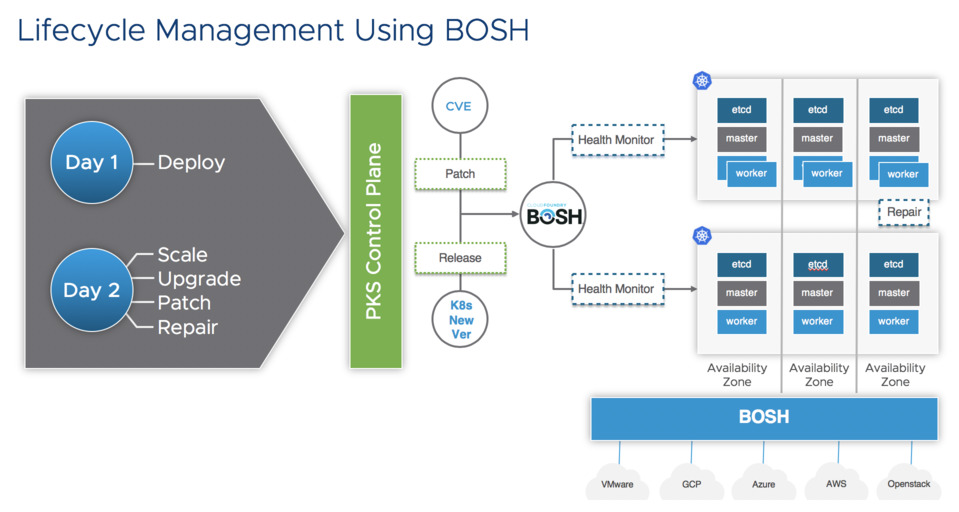 Lifecycle Management Using BOSH
Day 1
Deploy
Day 2
Scale
Upgrade
Patch
Repair
PKS Control Plane
CVE
Patch
Release
K8s
New
Ver
CLOUD FOUNDRY
BOSH
Health Monitor
Health Monitor
etcd
etcd
etcd
master
master
master
worker
worker
worker
Repair
etcd
etcd
etcd
master
master
master
worker
worker
worker
Availability
Zone
Availability
Zone
Availability
Zone
BOSH
VMware
GCP
Azure
AWS
Openstack